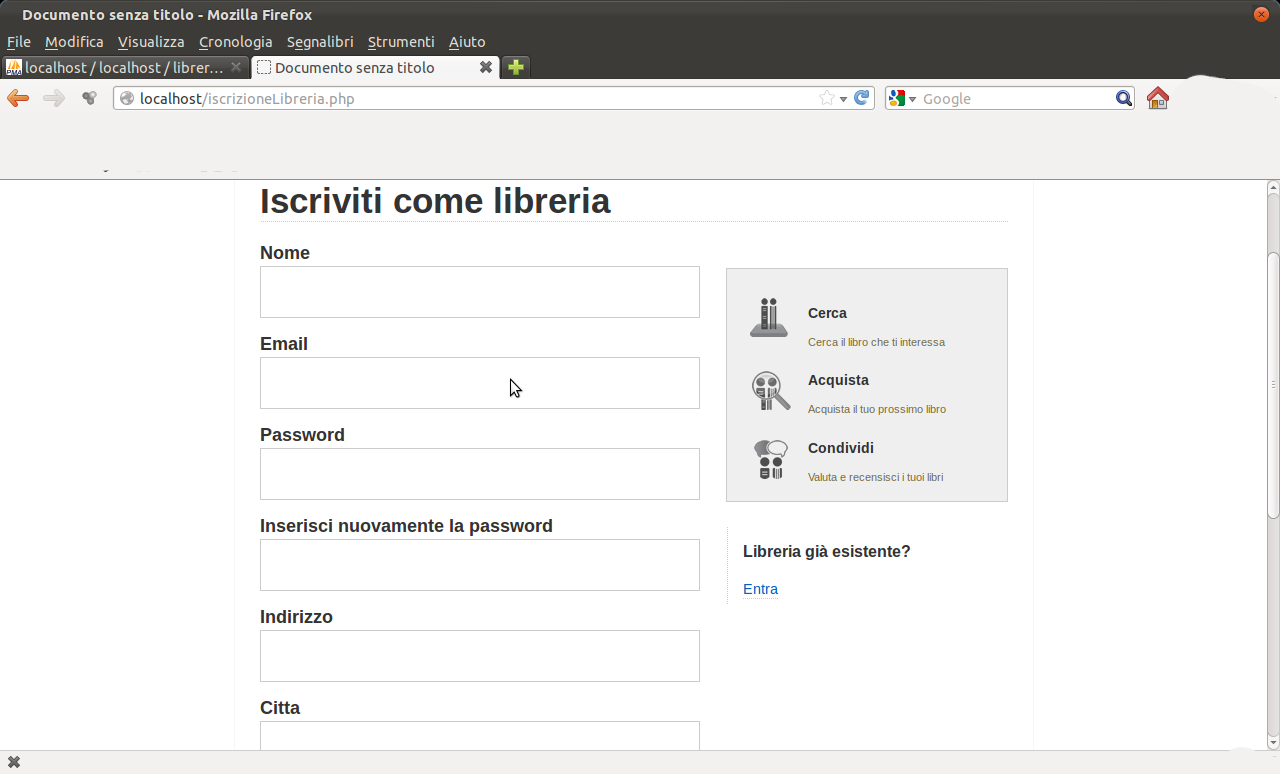 Documento senza titolo - Mozilla Firefox
File Modifica Visualizza Cronologia Segnalibri Strumenti Aiuto
localhost / localhost / librer... Documento senza titolo
localhost/iscrizioneLibreria.php Google
Iscriviti come libreria
Nome
Email
Password
Inserisci nuovamente la password
Indirizzo
Citta
Cerca
Cerca il libro che ti interessa
Acquista
Acquista il tuo prossimo libro
Condividi
Valuta e recensisci i tuoi libri
Libreria già esistente?
Entra